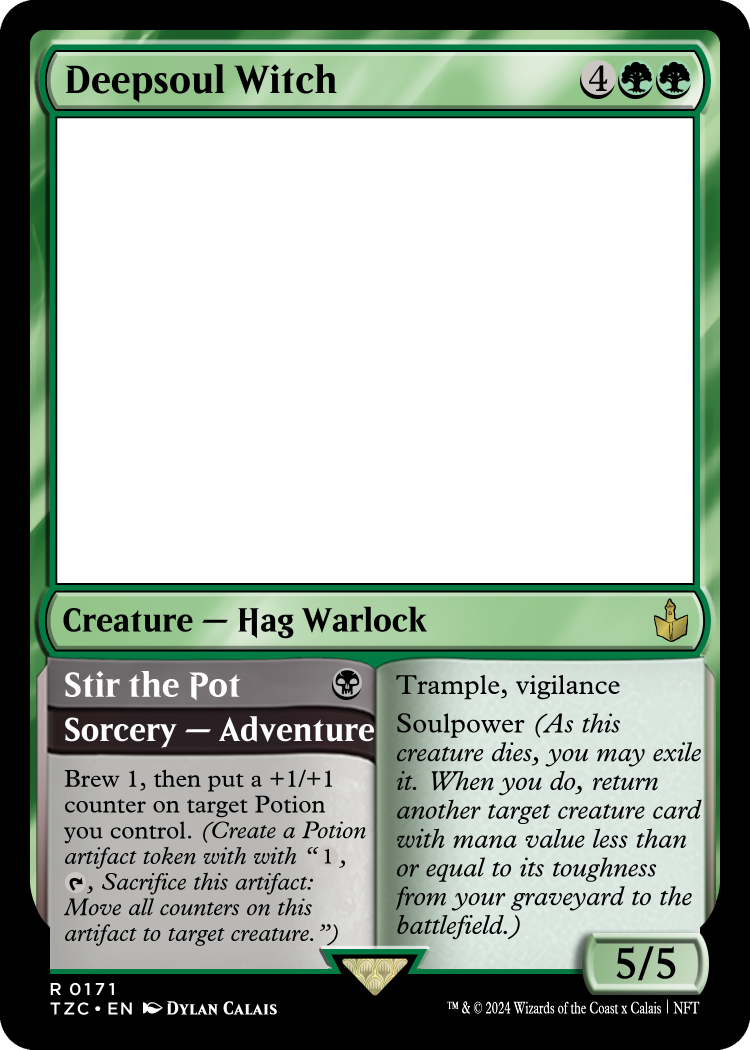 Deepsoul Witch 4
Creature — Hag Warlock
Stir the Pot
Sorcery — Adventure
Brew 1, then put a +1/+1
counter on target Potion
you control. (Create a Potion
artifact token with with “1,
, Sacrifice this artifact:
Move all counters on this
artifact to target creature.”)
Trample, vigilance
Soulpower (As this
creature dies, you may exile
it. When you do, return
another target creature card
with mana value less than
or equal to its toughness
from your graveyard to the
battlefield.)
5/5
R 0171
TZC • EN DYLAN CALAIS
™ & © 2024 Wizards of the Coast x Calais | NFT